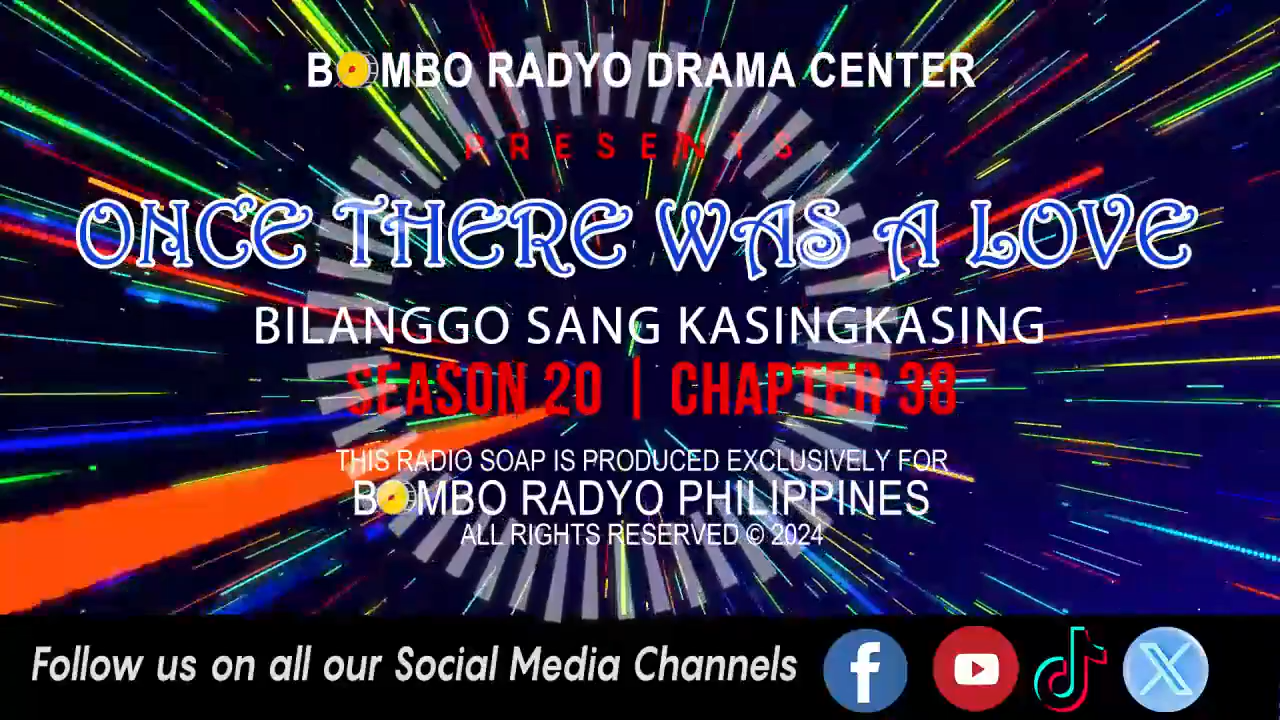 BOMBO RADYO DRAMA CENTER
PRESENTS
ONCE THERE WAS A LOVE
BILANGGO SANG KASINGKASING
SEASON 20 | CHAPTER 38
THIS RADIO SOAP IS PRODUCED EXCLUSIVELY FOR
BOMBO RADYO PHILIPPINES
ALL RIGHTS RESERVED © 2024
Follow us on all our Social Media Channels